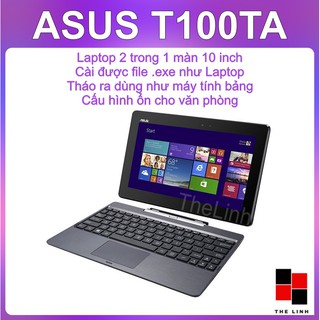 ASUS T100TA
Laptop 2 trong 1 màn 10 inch
Cài được file .exe như Laptop
Tháo ra dùng như máy tính bảng
Cấu hình ổn cho văn phòng
Start
68°
TheLinh
THE LINH